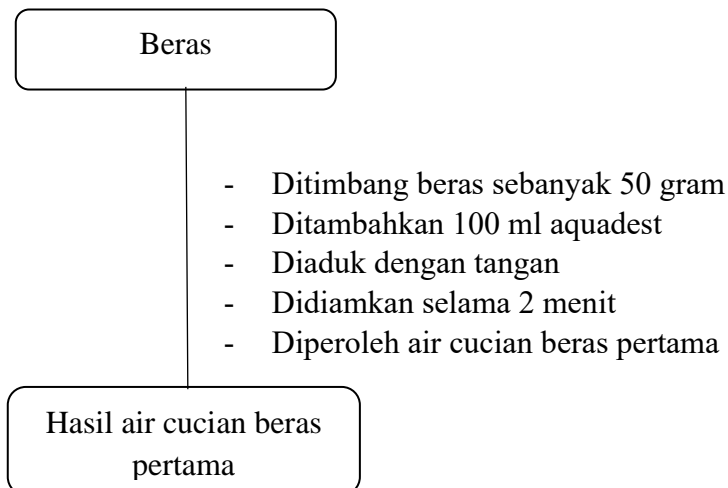 Beras
- Ditimbang beras sebanyak 50 gram
- Ditambahkan 100 ml aquadest
- Diaduk dengan tangan
- Didiamkan selama 2 menit
- Diperoleh air cucian beras pertama
Hasil air cucian beras
pertama